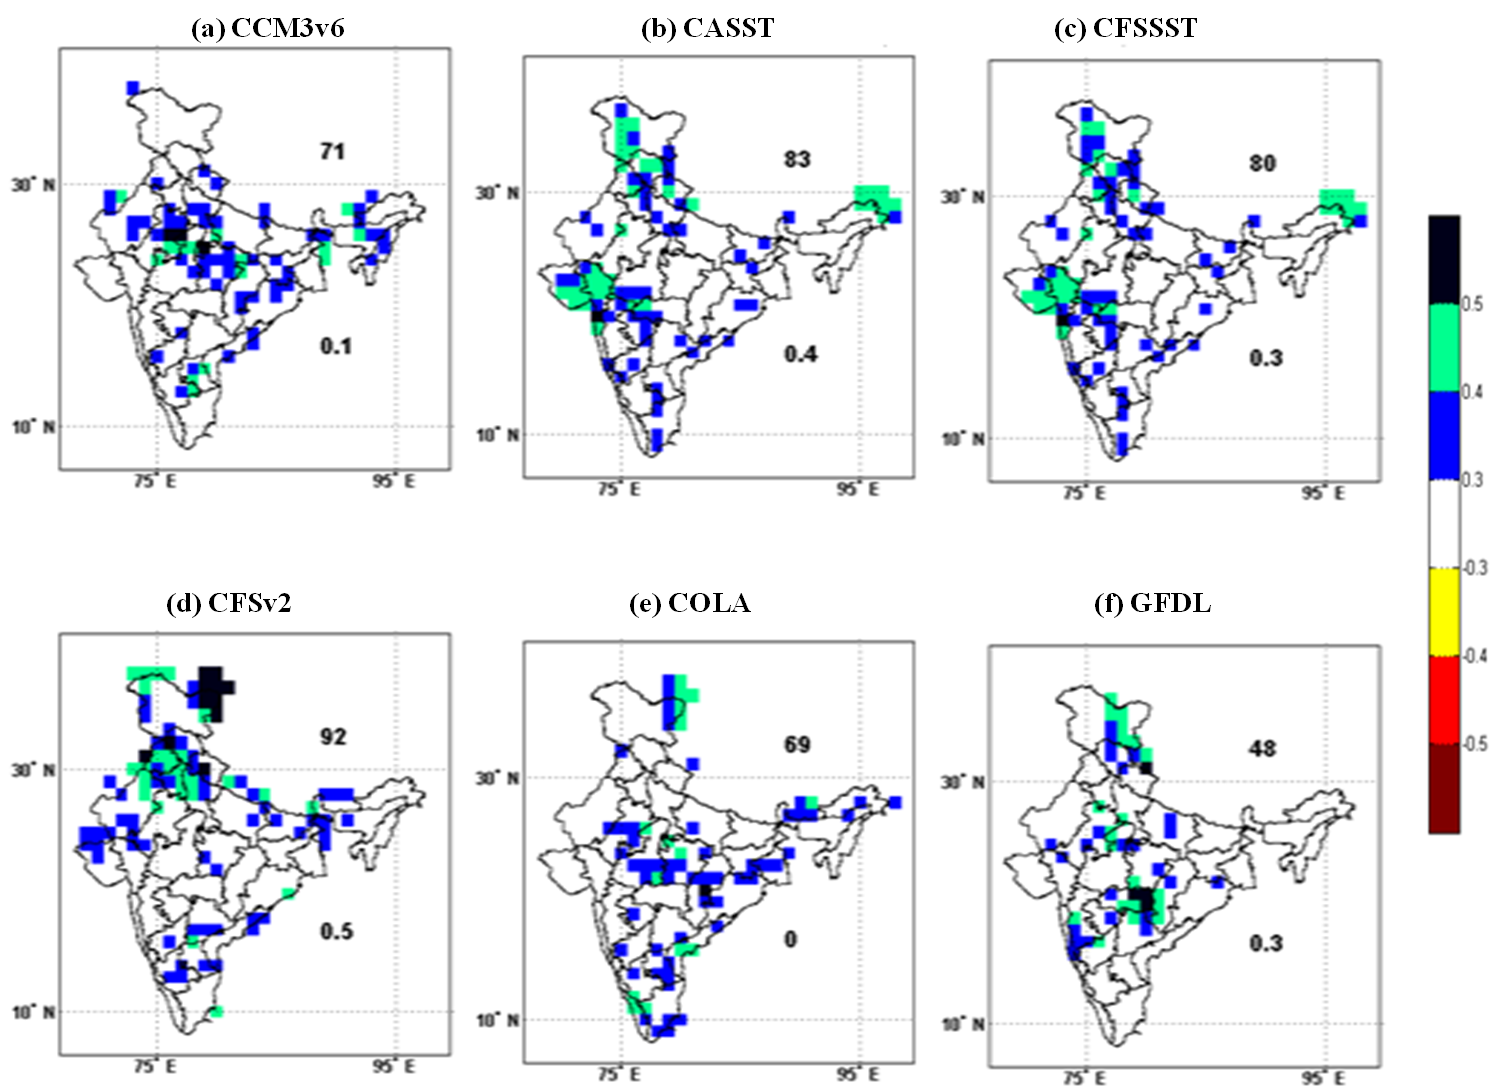 (a) CCM3v6
(b) CASST
(c) CFSSST
71
83
80
30° N
30° N
30° N
0.1
0.4
0.3
10° N
10° N
10° N
75° E
95° E
75° E
95° E
75° E
95° E
0.5
0.4
0.3
-0.3
-0.4
-0.5
(d) CFSv2
(e) COLA
(f) GFDL
92
69
48
30° N
30° N
30° N
0.5
0
0.3
10° N
10° N
10° N
75° E
95° E
75° E
95° E
75° E
95° E